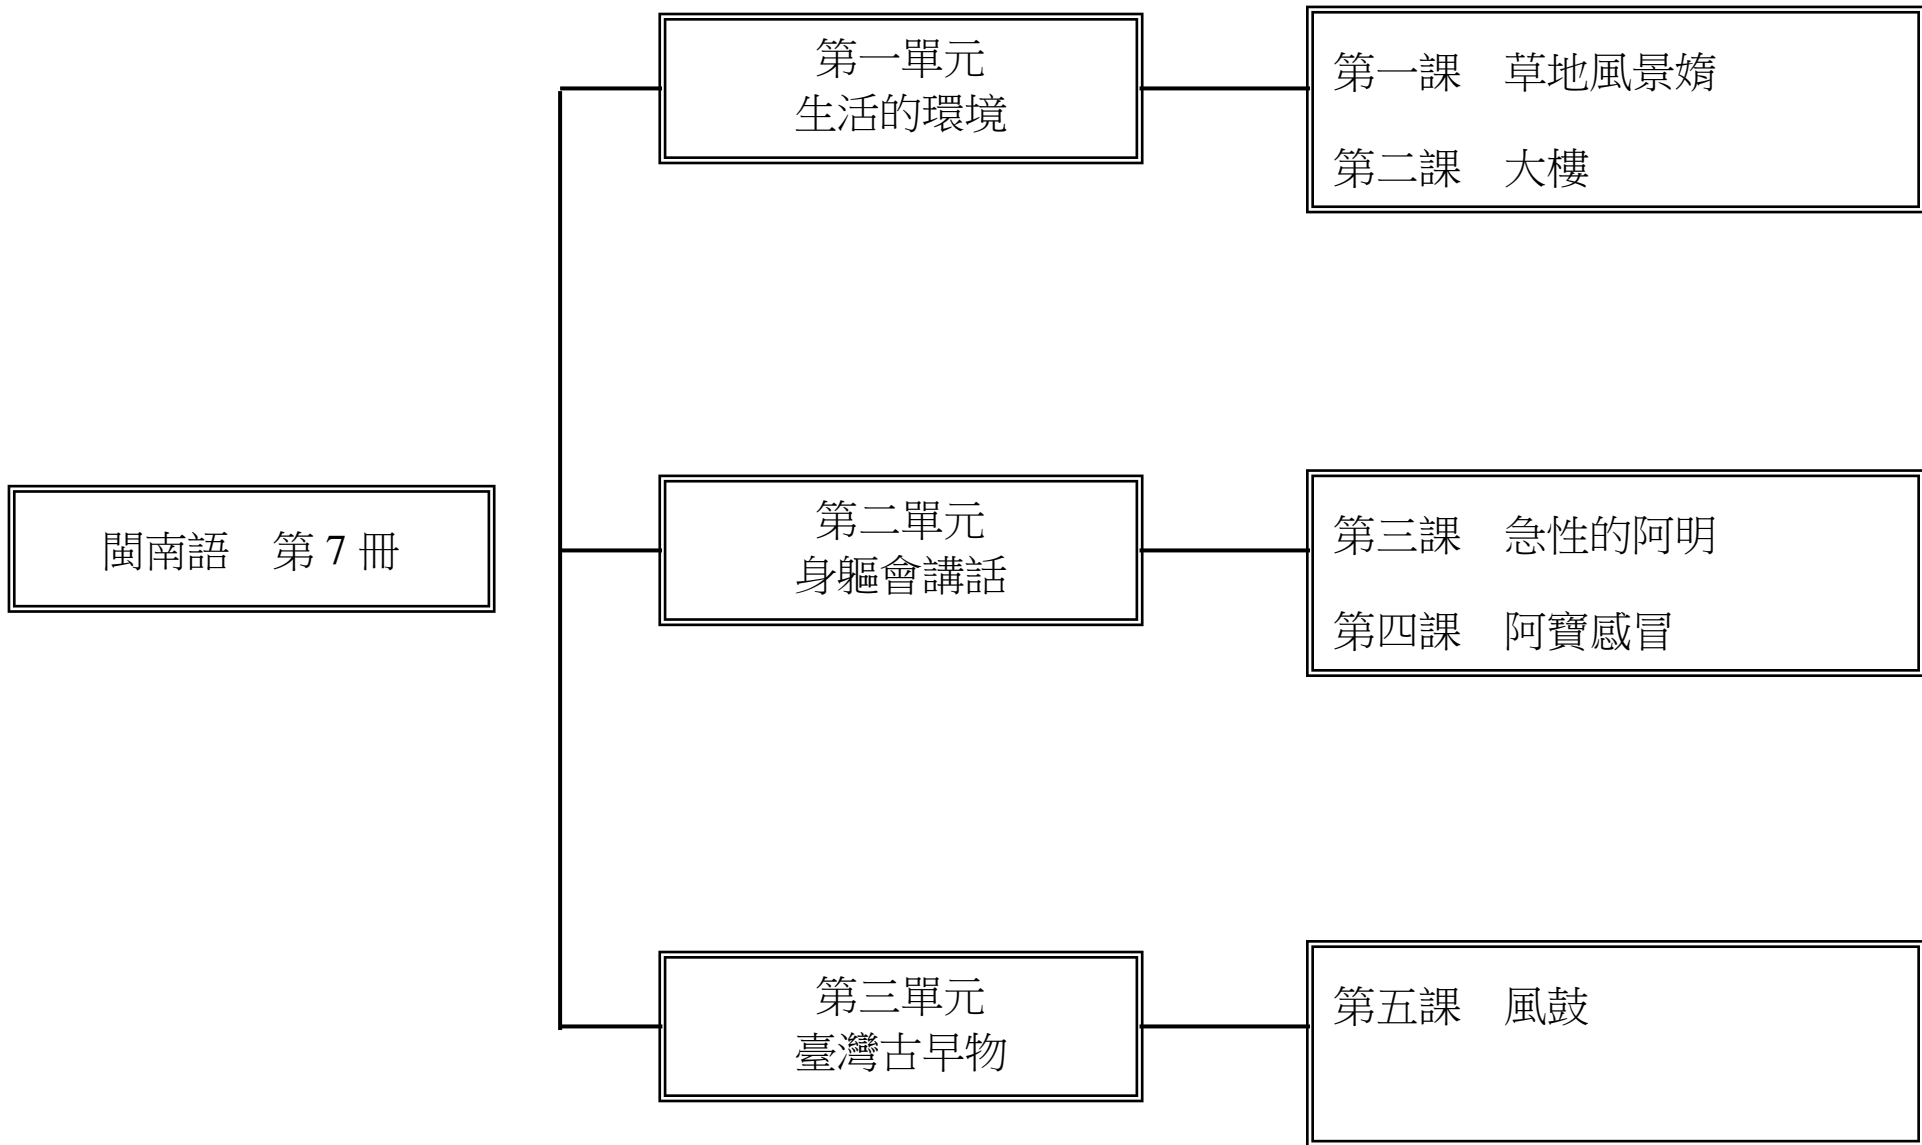 閩南語　第 7 冊
第一單元
生活的環境
第一課　草地風景媠
第二課　大樓
第二單元
身軀會講話
第三課　急性的阿明
第四課　阿寶感冒
第三單元
臺灣古早物
第五課　風鼓